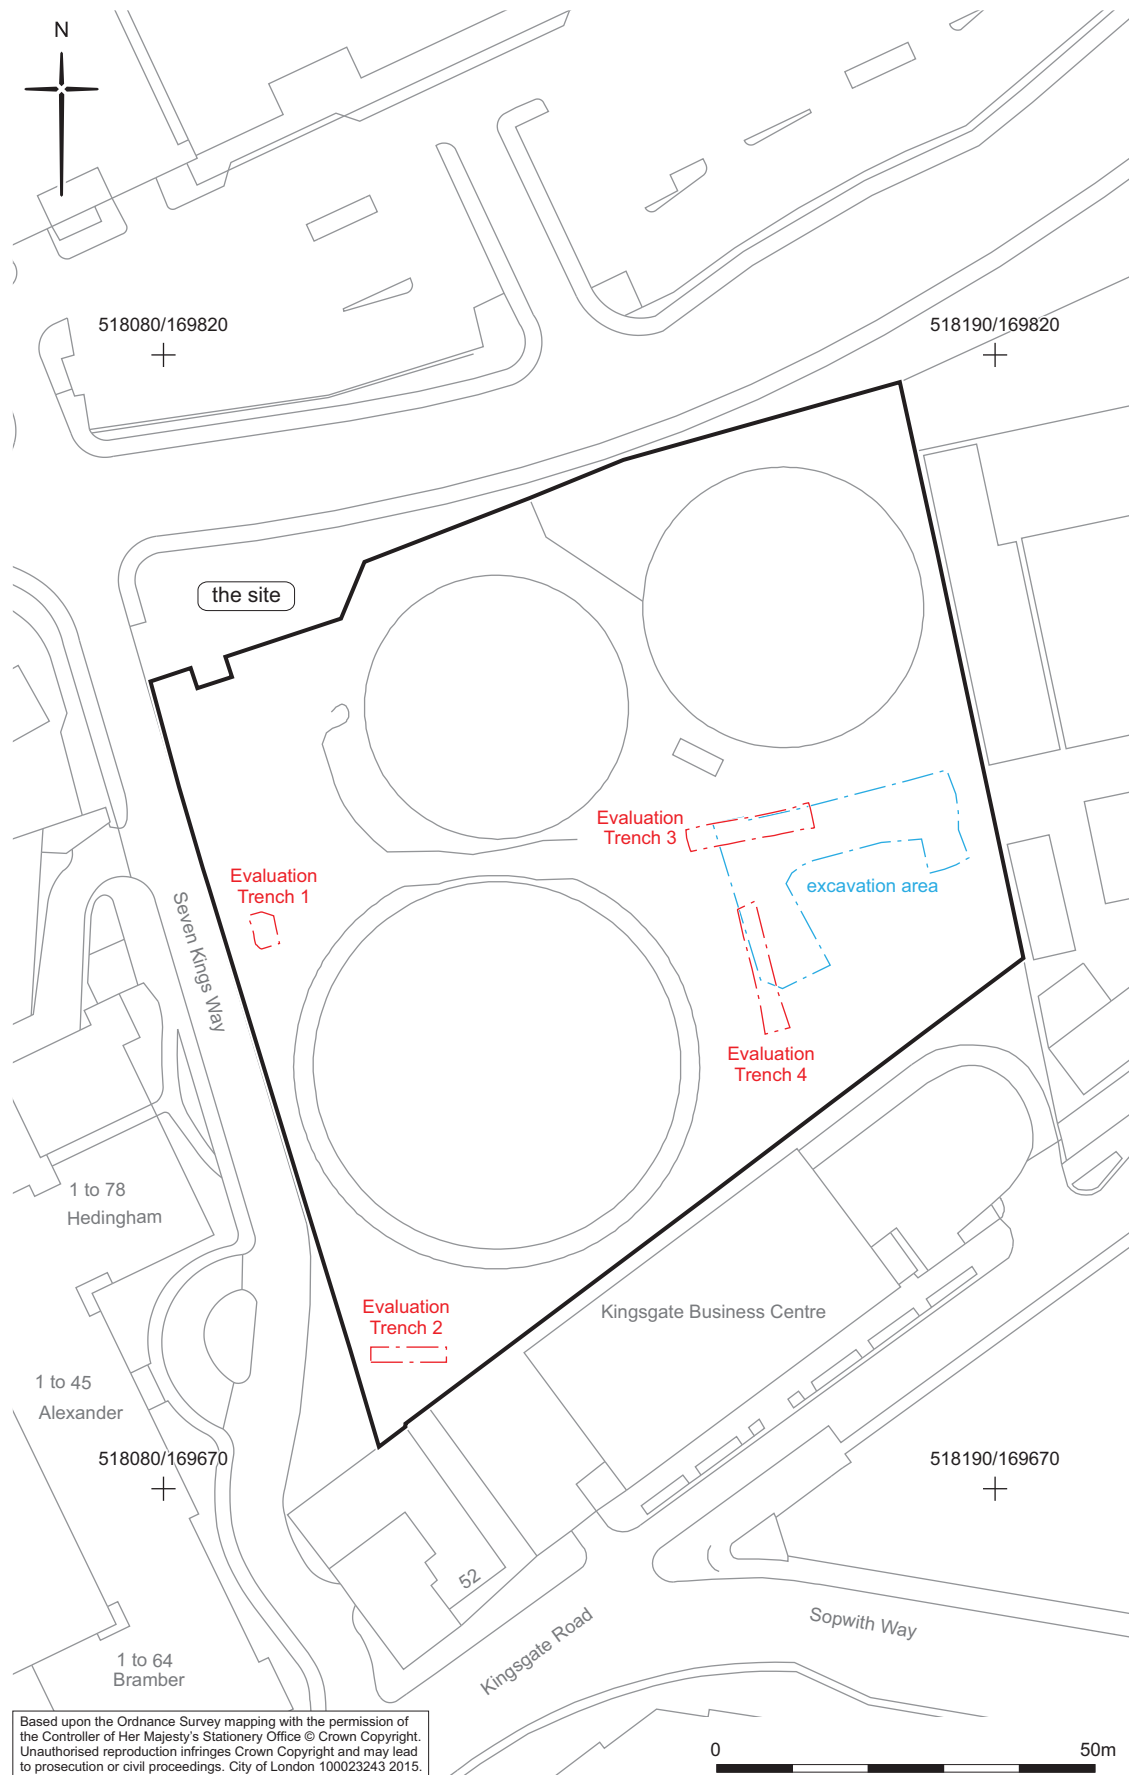 N
518080/169820
518190/169820
the site
Evaluation
Trench 3
Evaluation
Trench 1
excavation area
Seven Kings Way
Evaluation
Trench 4
1 to 78
Hedingham
Evaluation
Trench 2
Kingsgate Business Centre
1 to 45
Alexander
518080/169670
518190/169670
52
Kingsgate Road
Sopwith Way
1 to 64
Bramber
Based upon the Ordnance Survey mapping with the permission of
the Controller of Her Majesty's Stationery Office © Crown Copyright.
Unauthorised reproduction infringes Crown Copyright and may lead
to prosecution or civil proceedings. City of London 100023243 2015.
0
50m